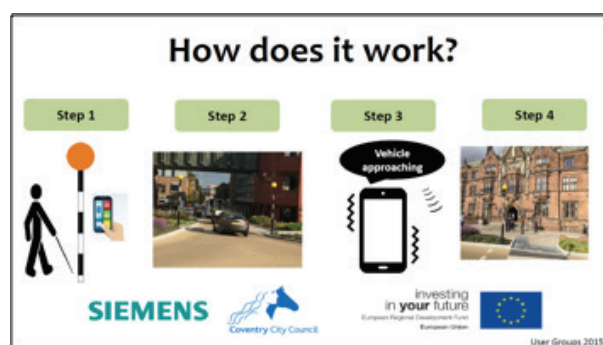 How does it work?
Step 1
Step 2
Step 3
Step 4
Vehicle
approaching
SIEMENS
Coventry City Council
investing
in your future
European Regional Development Fund
European Union
User Groups 2015